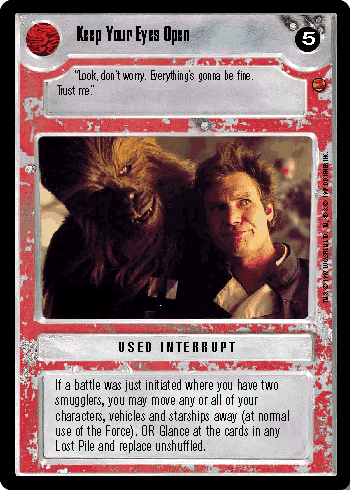 Keep Your Eyes Open
5
"Look, don't worry. Everything's gonna be fine.
Trust me."
USED INTERRUPT
If a battle was just initiated where you have two
smugglers, you may move any or all of your
characters, vehicles and starships away (at normal
use of the Force). OR Glance at the cards in any
Lost Pile and replace unshuffled.